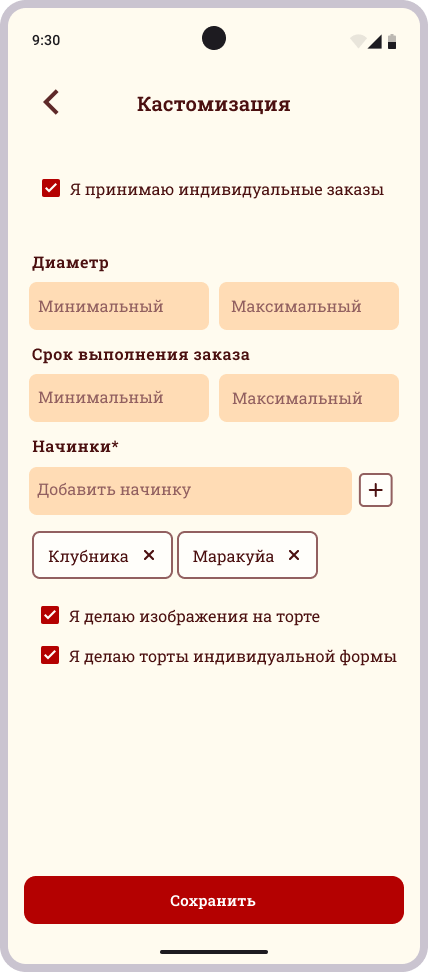 9:30
Кастомизация
Я принимаю индивидуальные заказы
Диаметр
Минимальный Максимальный
Срок выполнения заказа
Минимальный Максимальный
Начинки*
Добавить начинку
Клубника Маракуйа
Я делаю изображения на торте
Я делаю торты индивидуальной формы
Сохранить